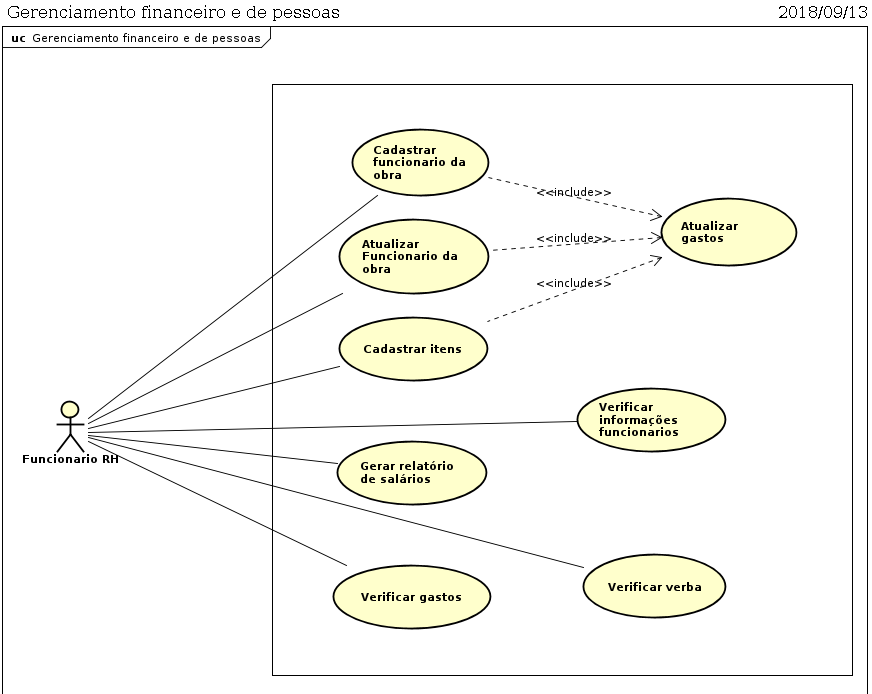 Gerenciamento financeiro e de pessoas 2018/09/13
uc Gerenciamento financeiro e de pessoas
Cadastrar
funcionario da
obra
<<include>>
Atualizar
gastos
Atualizar
Funcionario da
obra
<<include>>
<<include>>
Cadastrar itens
Verificar
informações
funcionarios
Funcionario RH
Gerar relatório
de salários
Verificar gastos
Verificar verba